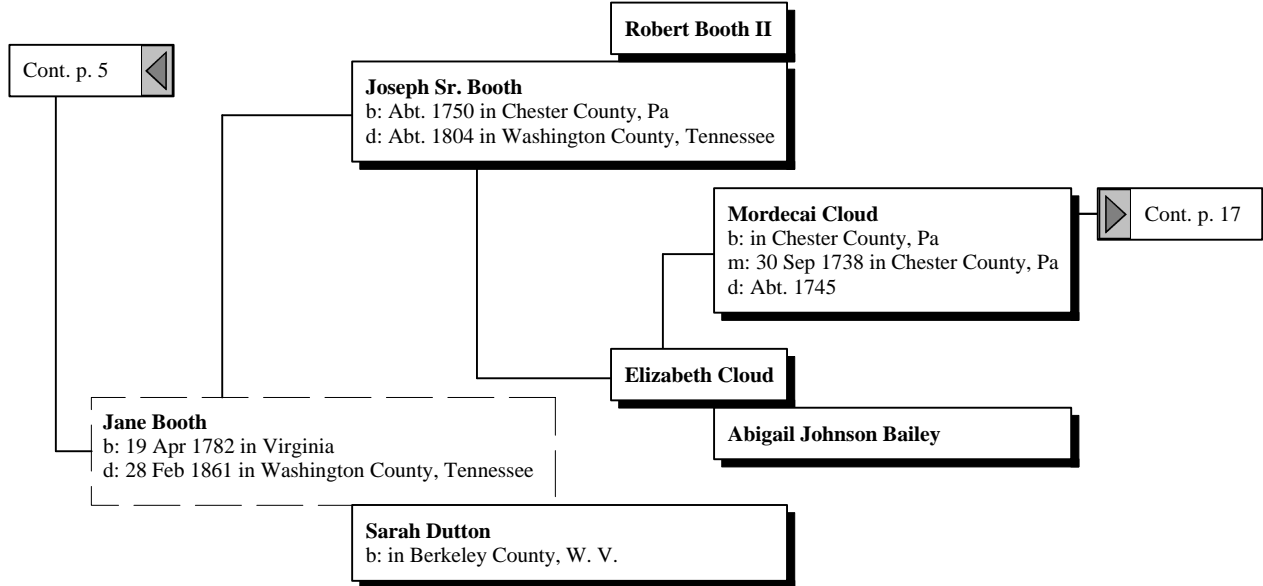 Robert Booth II
Cont. p. 5
Joseph Sr. Booth
b: Abt. 1750 in Chester County, Pa
d: Abt. 1804 in Washington County, Tennessee
Mordecai Cloud
b: in Chester County, Pa
m: 30 Sep 1738 in Chester County, Pa
d: Abt. 1745
Cont. p. 17
Elizabeth Cloud
Jane Booth
b: 19 Apr 1782 in Virginia
d: 28 Feb 1861 in Washington County, Tennessee
Abigail Johnson Bailey
Sarah Dutton
b: in Berkeley County, W. V.